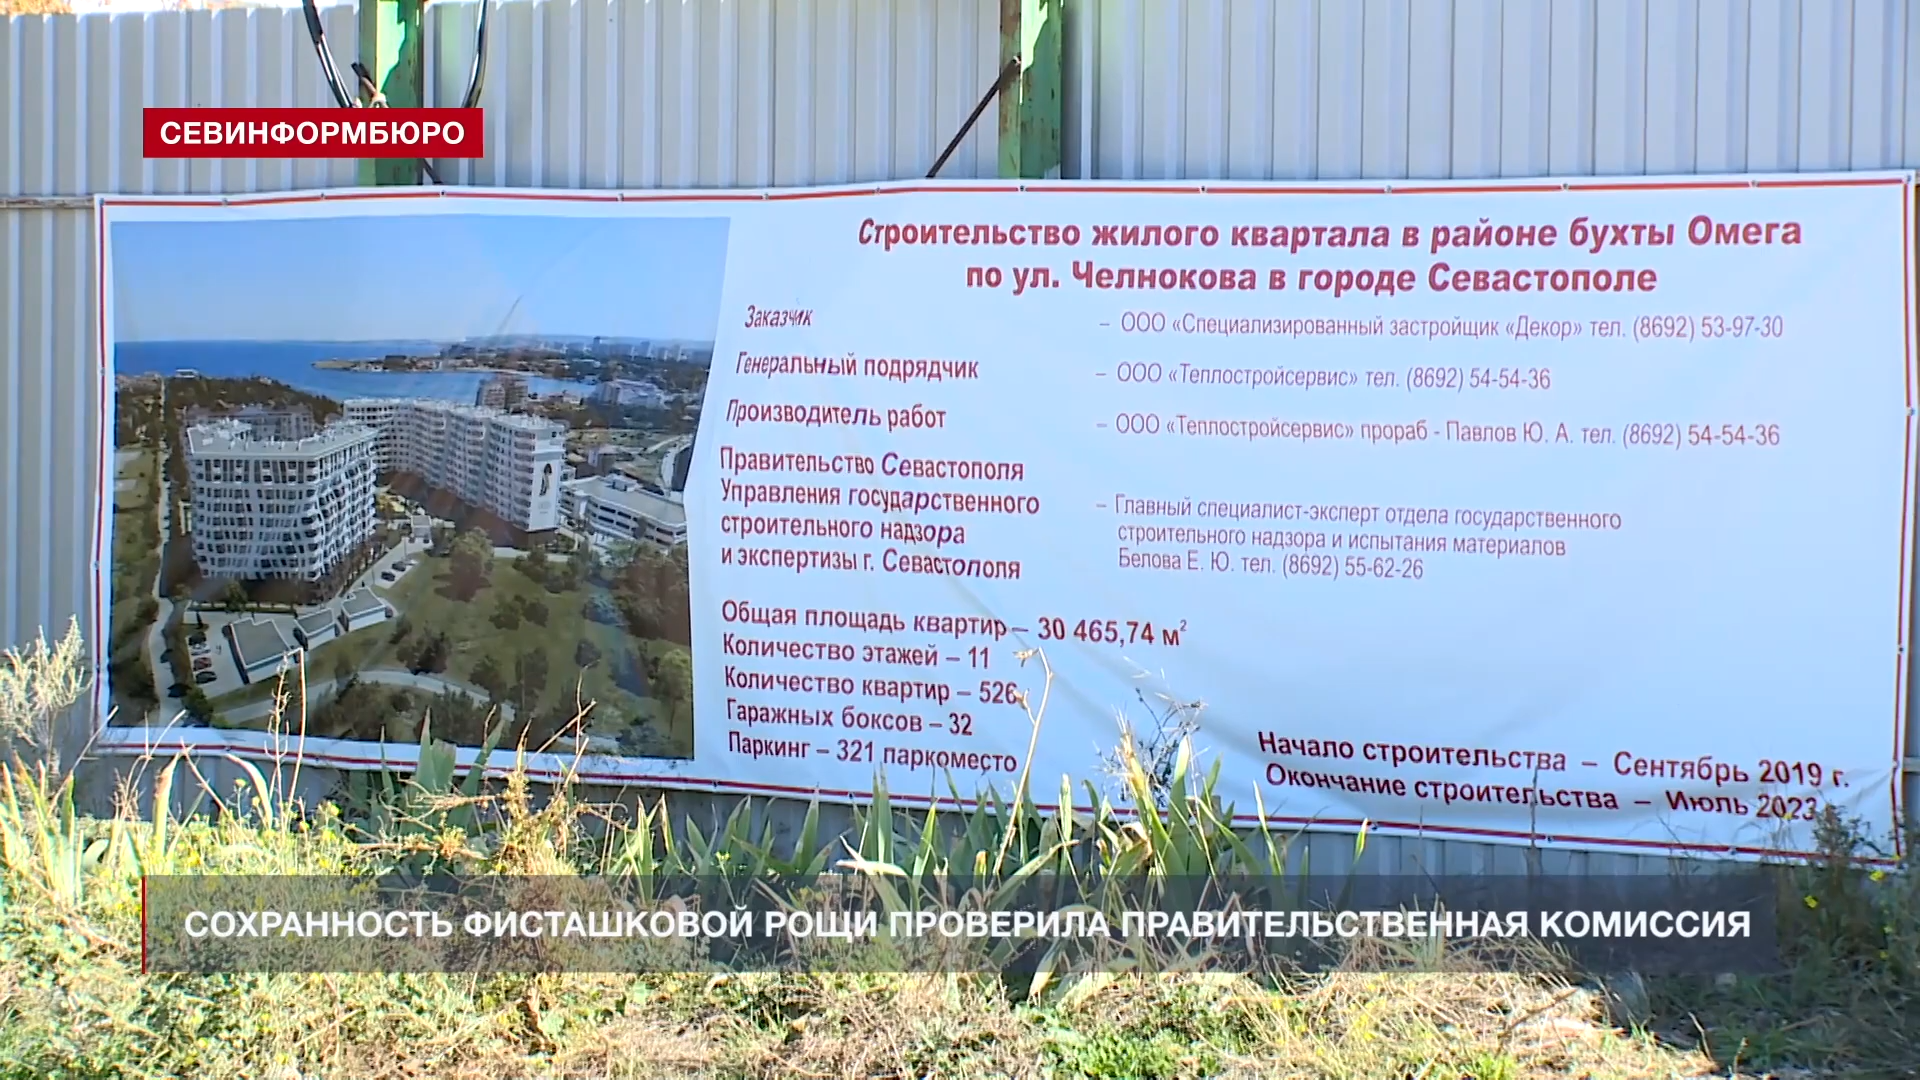 СЕВИНФОРМБЮРО
Строительство жилого квартала в районе бухты Омега
по ул. Челнокова в городе Севастополе
Заказчик – ООО «Специализированный застройщик «Декор» тел. (8692) 53-97-30
Генеральный подрядчик – ООО «Теплостройсервис» тел. (8692) 54-54-36
Производитель работ – ООО «Теплостройсервис» прораб - Павлов Ю. А. тел. (8692) 54-54-36
Правительство Севастополя
Управления государственного
строительного надзора
и экспертизы г. Севастополя
– Главный специалист-эксперт отдела государственного
строительного надзора и испытания материалов
Белова Е. Ю. тел. (8692) 55-62-26
Общая площадь квартир – 30 465,74 м²
Количество этажей – 11
Количество квартир – 526
Гаражных боксов – 32
Паркинг – 321 паркоместо
Начало строительства – Сентябрь 2019 г.
Окончание строительства – Июль 2023
СОХРАННОСТЬ ФИСТАШКОВОЙ РОЩИ ПРОВЕРИЛА ПРАВИТЕЛЬСТВЕННАЯ КОМИССИЯ